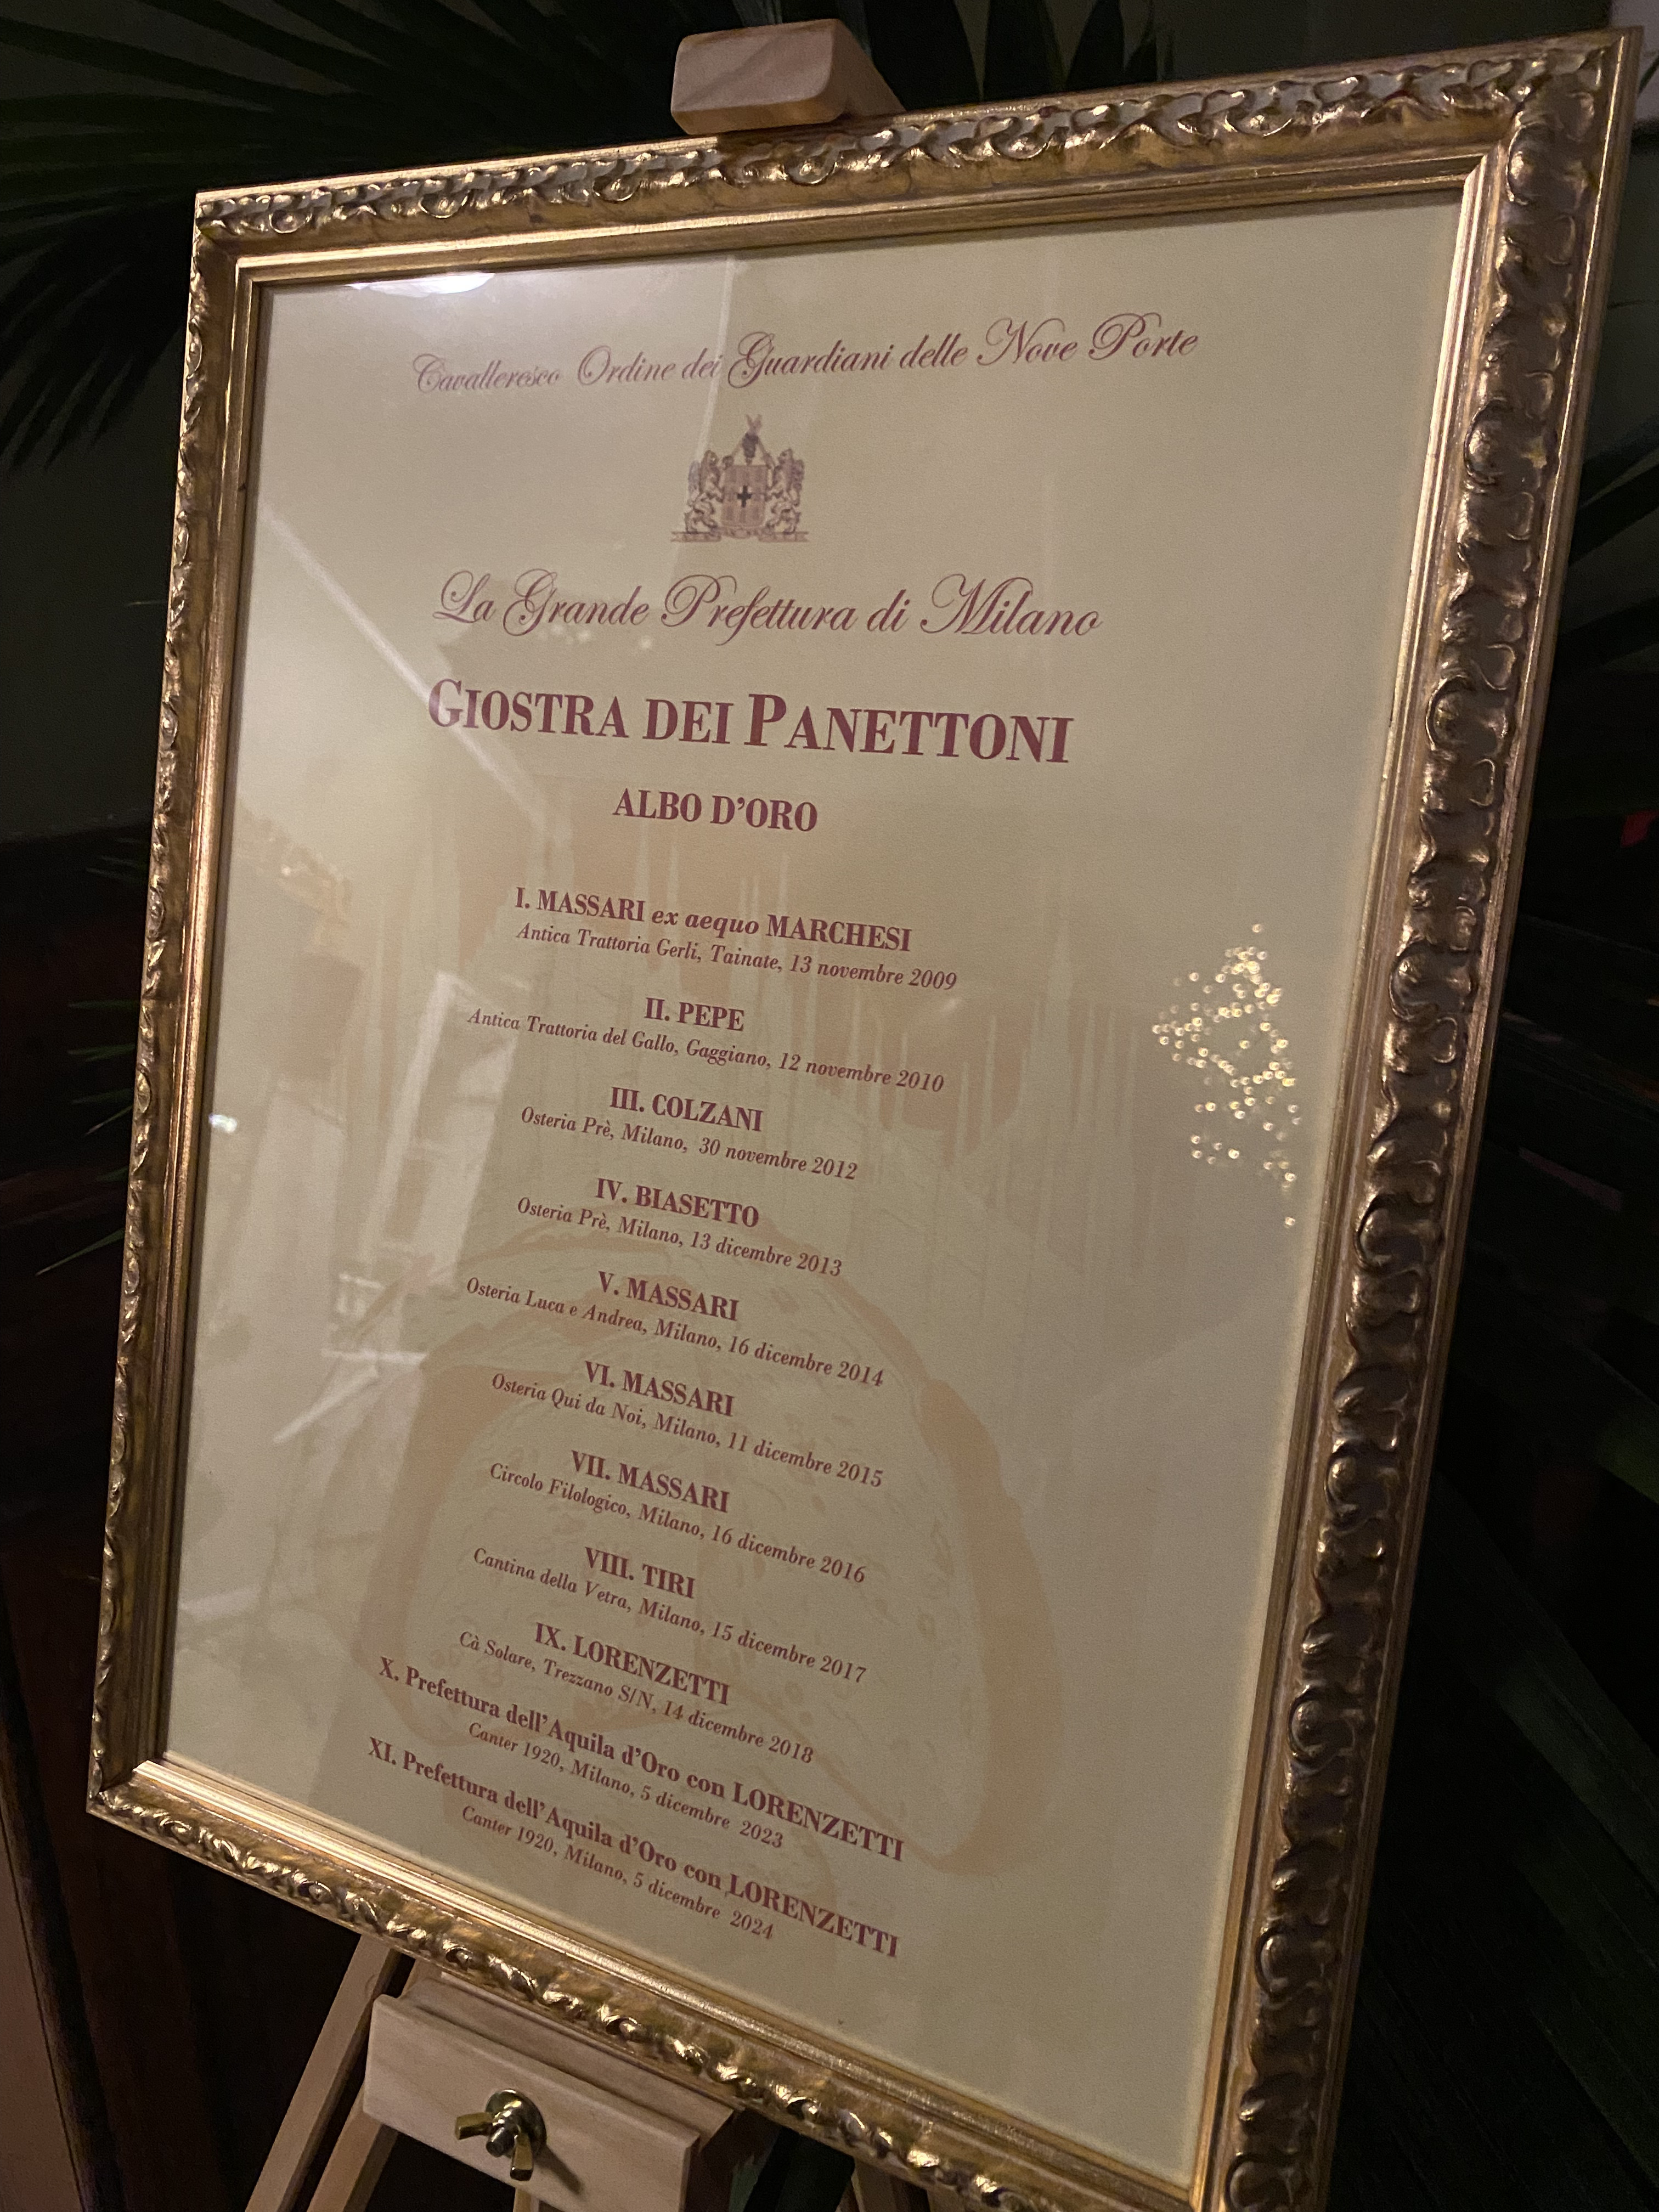 Cavalleresco Ordine dei Guardiani delle Nove Porte
La Grande Prefettura di Milano
GIOSTRA DEI PANETTONI
ALBO D'ORO
I. MASSARI ex aequo MARCHESI
Antica Trattoria Gerli, Tainate, 13 novembre 2009
II. PEPE
Antica Trattoria del Gallo, Gaggiano, 12 novembre 2010
III. COLZANI
Osteria Prè, Milano, 30 novembre 2012
IV. BIASETTO
Osteria Prè, Milano, 13 dicembre 2013
V. MASSARI
Osteria Luca e Andrea, Milano, 16 dicembre 2014
VI. MASSARI
Osteria Qui da Noi, Milano, 11 dicembre 2015
VII. MASSARI
Circolo Filologico, Milano, 16 dicembre 2016
VIII. TIRI
Cantina della Vetra, Milano, 15 dicembre 2017
IX. LORENZETTI
Cà Solare, Trezzano S/N, 14 dicembre 2018
X. Prefettura dell'Aquila d'Oro con LORENZETTI
Canter 1920, Milano, 5 dicembre 2023
XI. Prefettura dell'Aquila d'Oro con LORENZETTI
Canter 1920, Milano, 5 dicembre 2024